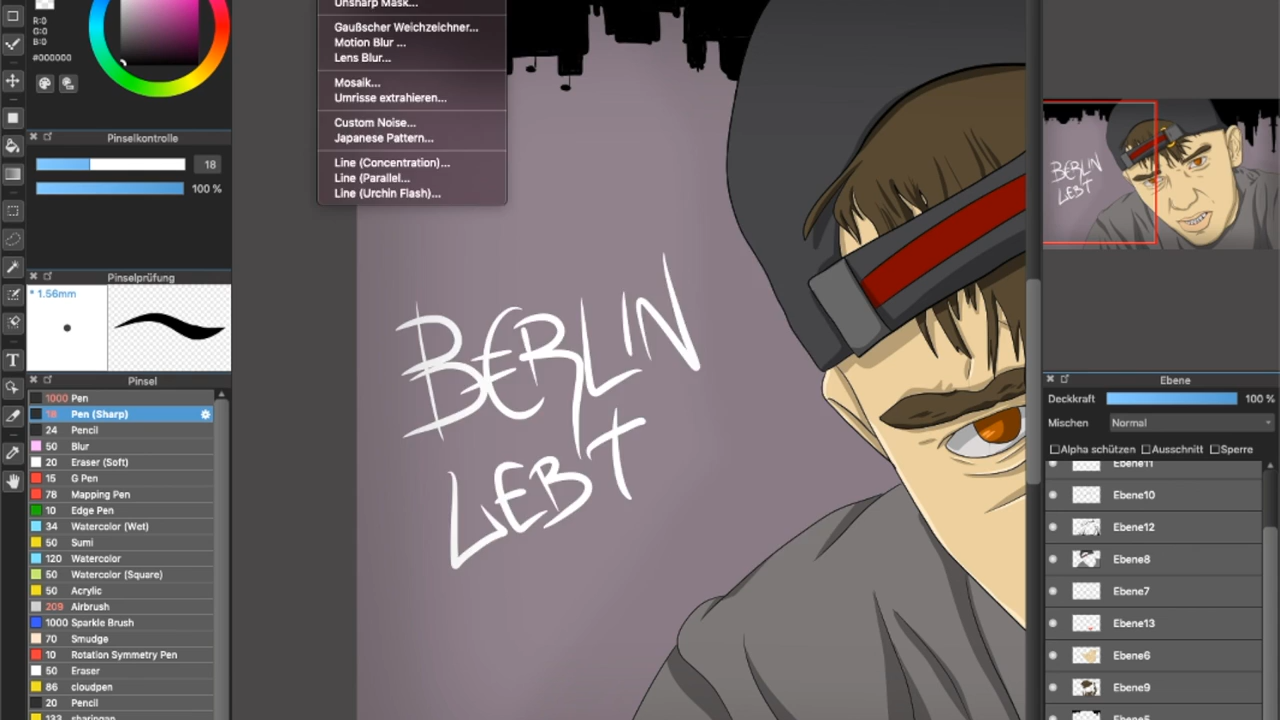 R:0
G:0
B:0
#000000
Pinselkontrolle
18
100 %
Pinselprüfung
* 1.56mm
Pinsel
1000 Pen
18 Pen (Sharp)
24 Pencil
50 Blur
20 Eraser (Soft)
15 G Pen
78 Mapping Pen
10 Edge Pen
34 Watercolor (Wet)
50 Sumi
120 Watercolor
50 Watercolor (Square)
50 Acrylic
209 Airbrush
1000 Sparkle Brush
70 Smudge
10 Rotation Symmetry Pen
50 Eraser
86 cloudpen
20 Pencil
133 sharingan
Unsharp Mask...
Gaußscher Weichzeichner...
Motion Blur ...
Lens Blur...
Mosaik...
Umrisse extrahieren...
Custom Noise...
Japanese Pattern...
Line (Concentration)...
Line (Parallel...
Line (Urchin Flash)...
BERLIN
LEBT
BERLIN
LEBT
Ebene
Deckkraft 100 %
Mischen Normal
Alpha schützen Ausschnitt Sperre
Ebene11
Ebene10
Ebene12
Ebene8
Ebene7
Ebene13
Ebene6
Ebene9
Ebene5